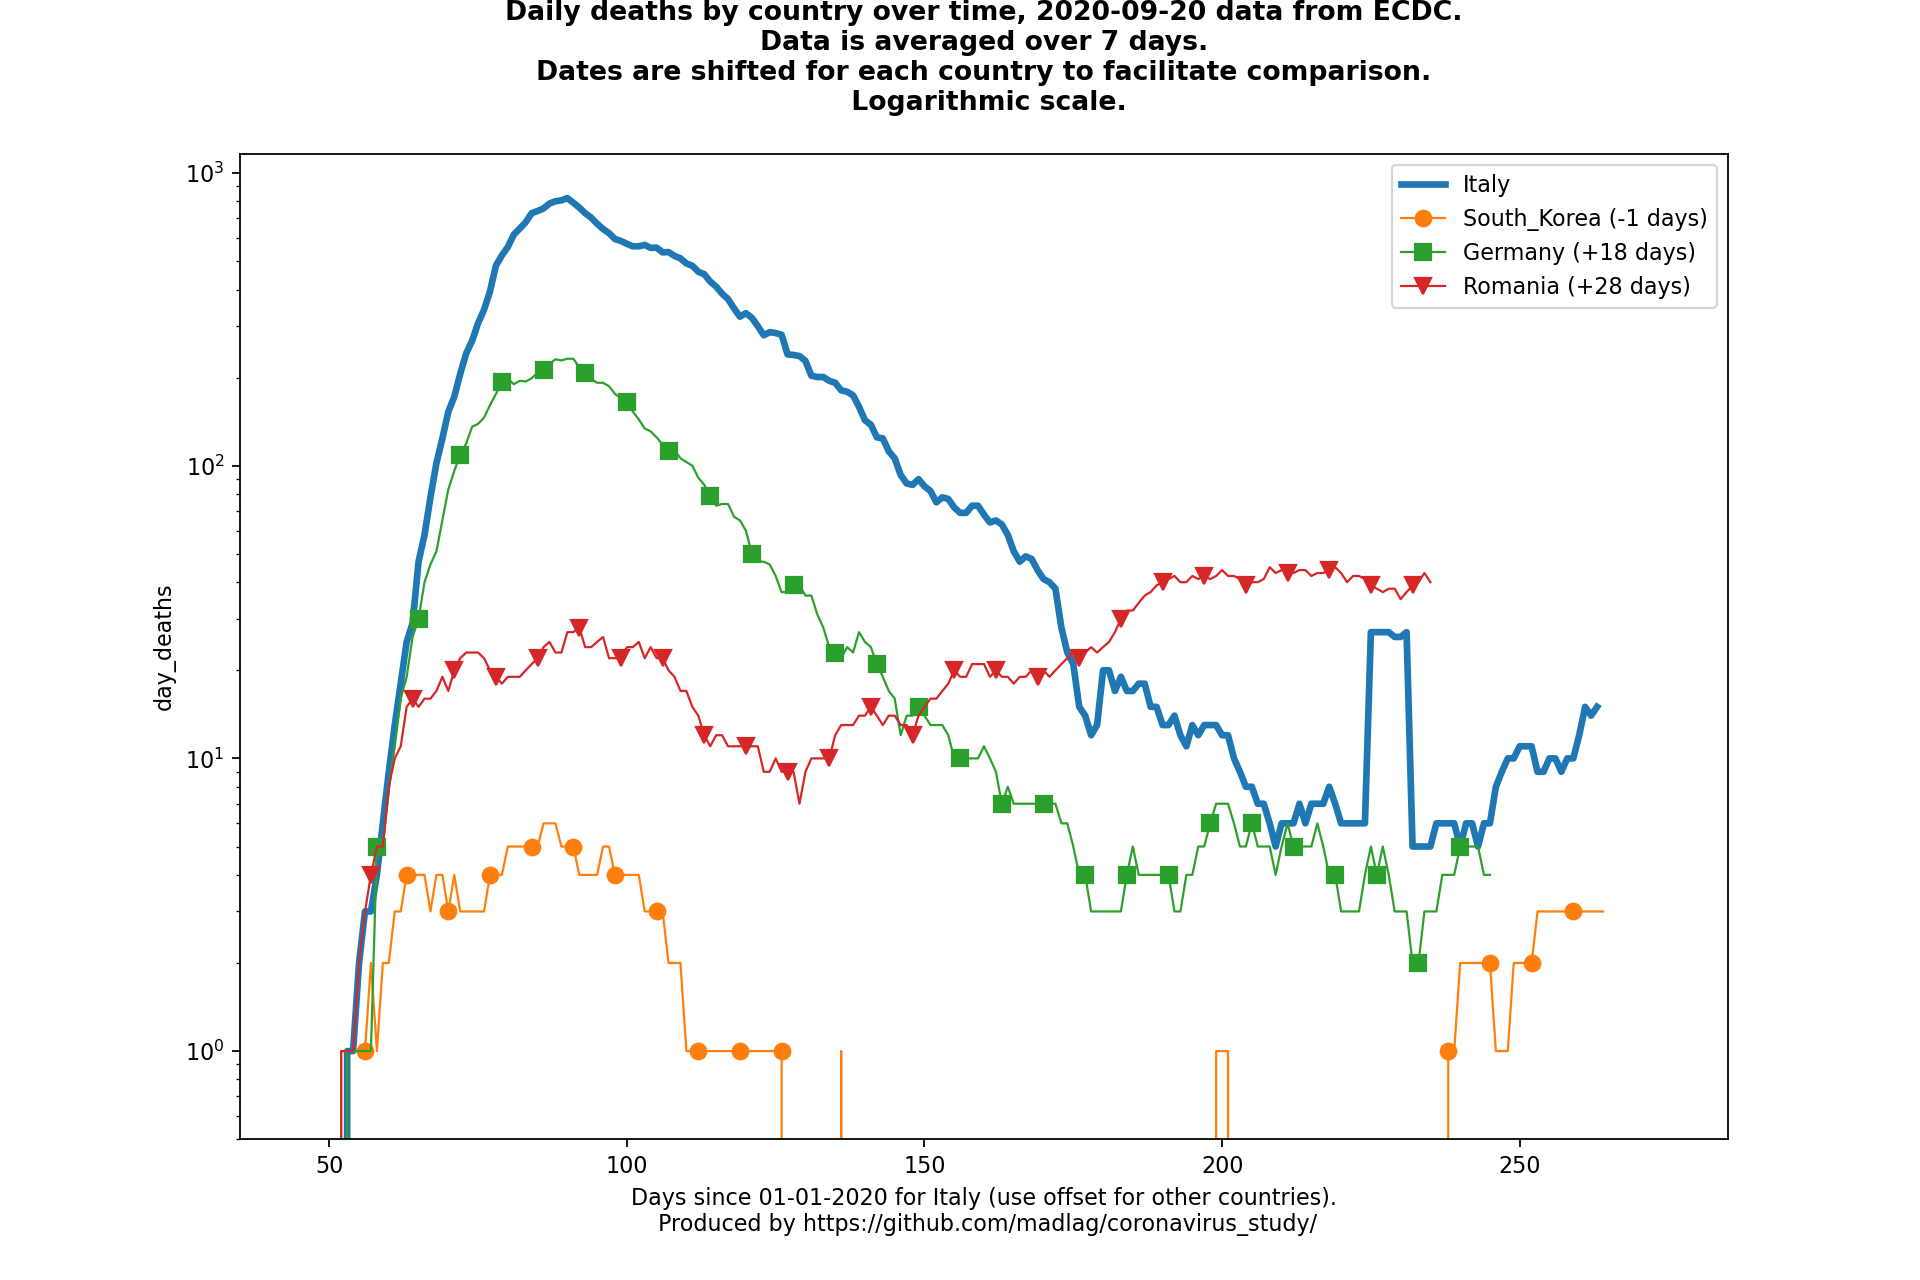 Daily deaths by country over time, 2020-09-20 data from ECDC.
Data is averaged over 7 days.
Dates are shifted for each country to facilitate comparison.
Logarithmic scale.
10³
10²
10¹
10⁰
day_deaths
Italy
South_Korea (-1 days)
Germany (+18 days)
Romania (+28 days)
50
100
150
200
250
Days since 01-01-2020 for Italy (use offset for other countries).
Produced by https://github.com/madlag/coronavirus_study/